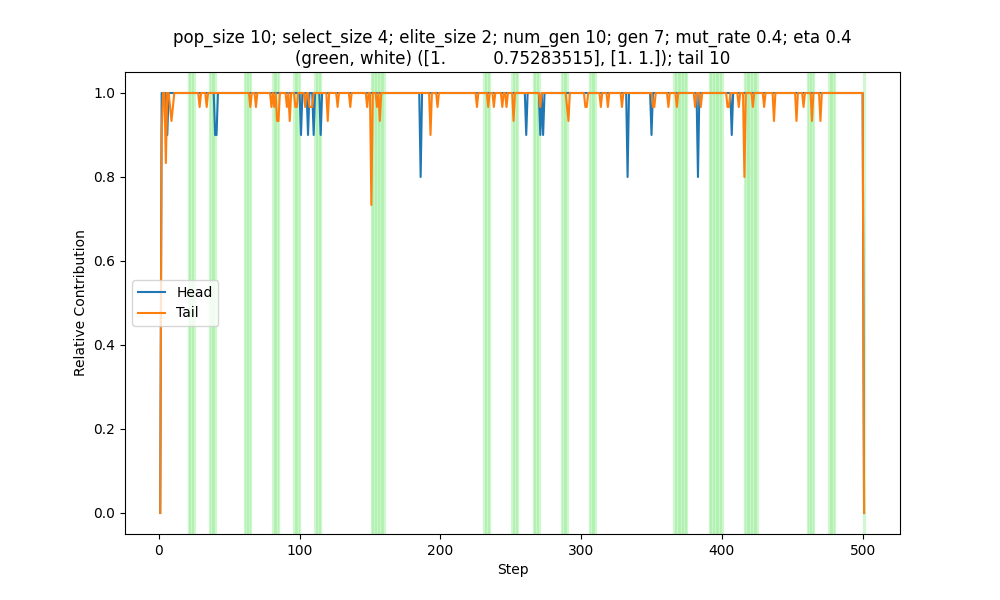 pop_size 10; select_size 4; elite_size 2; num_gen 10; gen 7; mut_rate 0.4; eta 0.4
(green, white) ([1.         0.75283515], [1. 1.]); tail 10
1.0
0.8
0.6
0.4
0.2
0.0
Relative Contribution
Head
Tail
0 100 200 300 400 500
Step